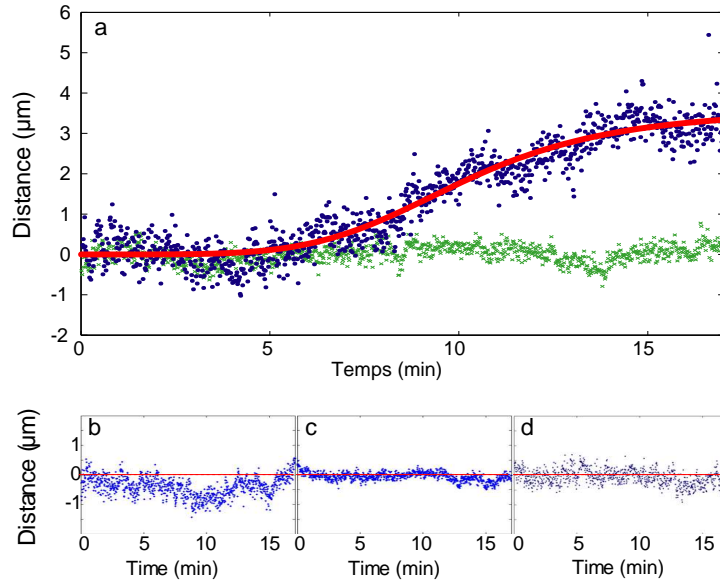 a
6
5
4
3
2
1
0
-1
-2
Distance (µm)
0 5 10 15
Temps (min)
b c d
1
0
-1
Distance (µm)
0 5 10 15 0 5 10 15 0 5 10 15
Time (min) Time (min) Time (min)